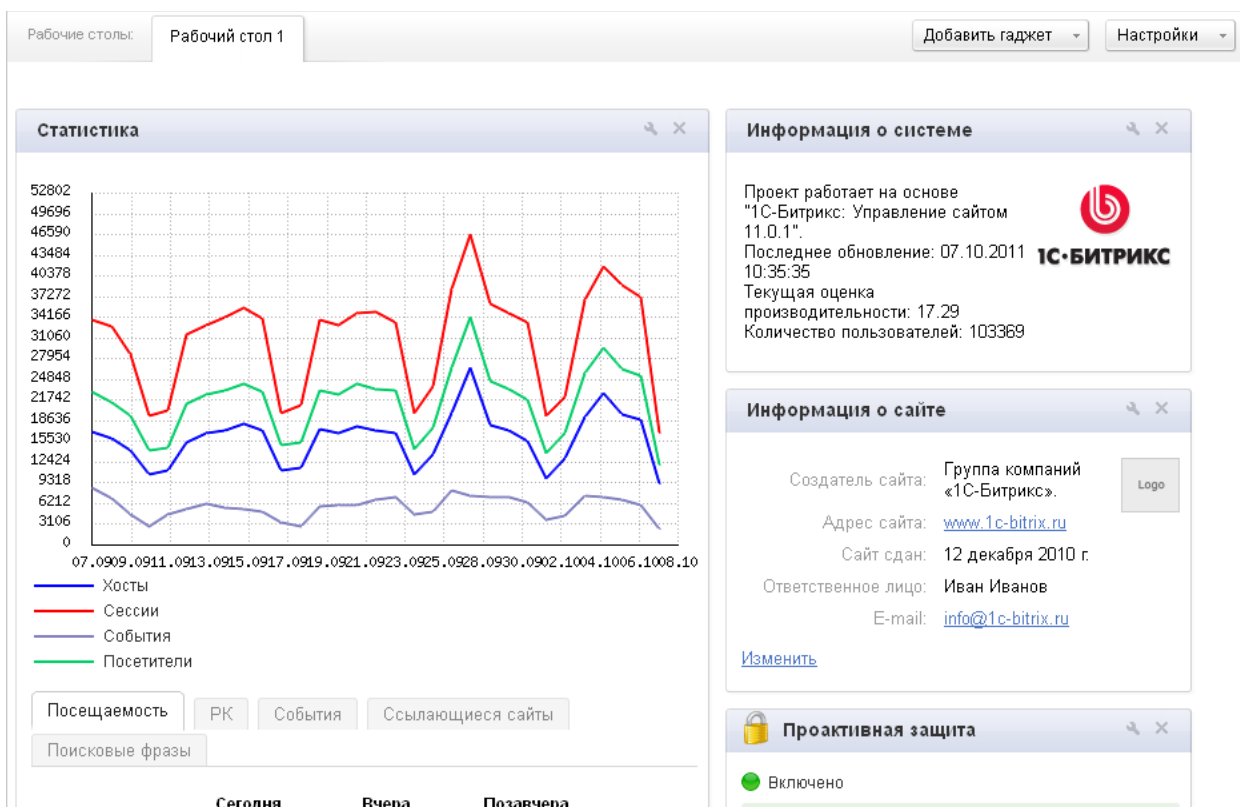 Рабочие столы:
Рабочий стол 1
Добавить гаджет
Настройки
Статистика
52802
49696
46590
43484
40378
37272
34166
31060
27954
24848
21742
18636
15530
12424
9318
6212
3106
0
07.0909.0911.0913.0915.0917.0919.0921.0923.0925.0928.0930.0902.1004.1006.1008.10
Хосты
Сессии
События
Посетители
Посещаемость
РК
События
Ссылающиеся сайты
Поисковые фразы
Сегодня Вчера Позавчера
Информация о системе
Проект работает на основе
"1С-Битрикс: Управление сайтом
11.0.1".
Последнее обновление: 07.10.2011
10:35:35
Текущая оценка
производительности: 17.29
Количество пользователей: 103369
1С·БИТРИКС
Информация о сайте
Создатель сайта: Группа компаний
«1С-Битрикс».
Logo
Адрес сайта: www.1c-bitrix.ru
Сайт сдан: 12 декабря 2010 г.
Ответственное лицо: Иван Иванов
E-mail: info@1c-bitrix.ru
Изменить
Проактивная защита
Включено